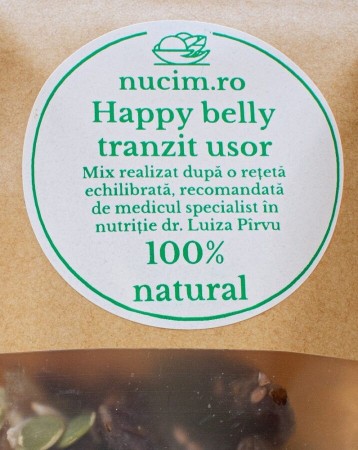 nucim.ro
Happy belly
tranzit usor
Mix realizat după o rețetă
echilibrată, recomandată
de medicul specialist în
nutriție dr. Luiza Pîrvu
100%
natural